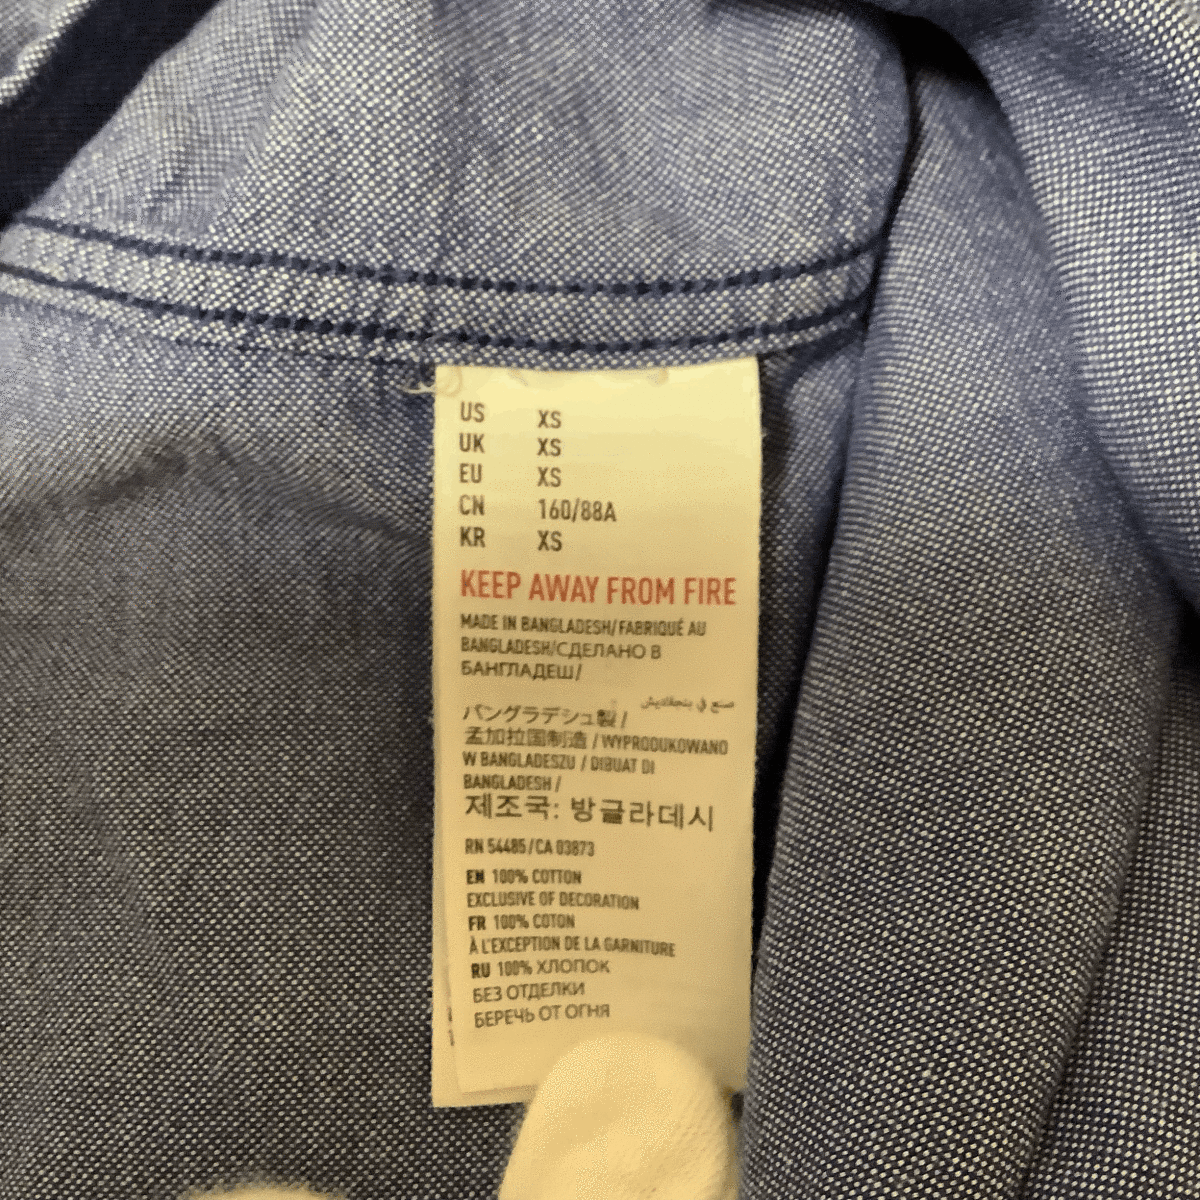 US XS
UK XS
EU XS
CN 160/88A
KR XS
KEEP AWAY FROM FIRE
MADE IN BANGLADESH/FABRIQUÉ AU
BANGLADESH/СДЕЛАНО В
БАНГЛАДЕШ/
صنع في بنجلاديش
バングラデシュ製 /
孟加拉国制造 / WYPRODUKOWANO
W BANGLADESZU / DIBUAT DI
BANGLADESH /
제조국: 방글라데시
RN 54485/CA 03873
EN 100% COTTON
EXCLUSIVE OF DECORATION
FR 100% COTON
À L'EXCEPTION DE LA GARNITURE
RU 100% ХЛОПОК
БЕЗ ОТДЕЛКИ
БЕРЕЧЬ ОТ ОГНЯ